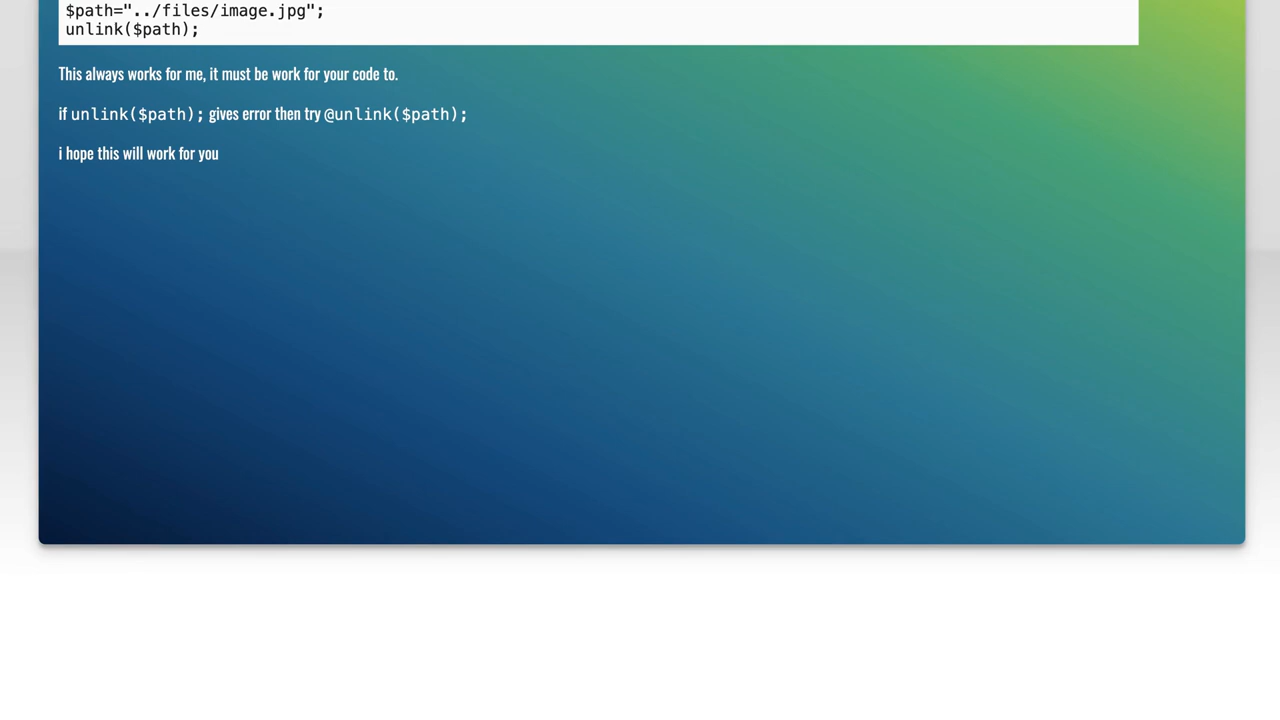 $path="../files/image.jpg";
unlink($path);
This always works for me, it must be work for your code to.
if unlink($path); gives error then try @unlink($path);
i hope this will work for you